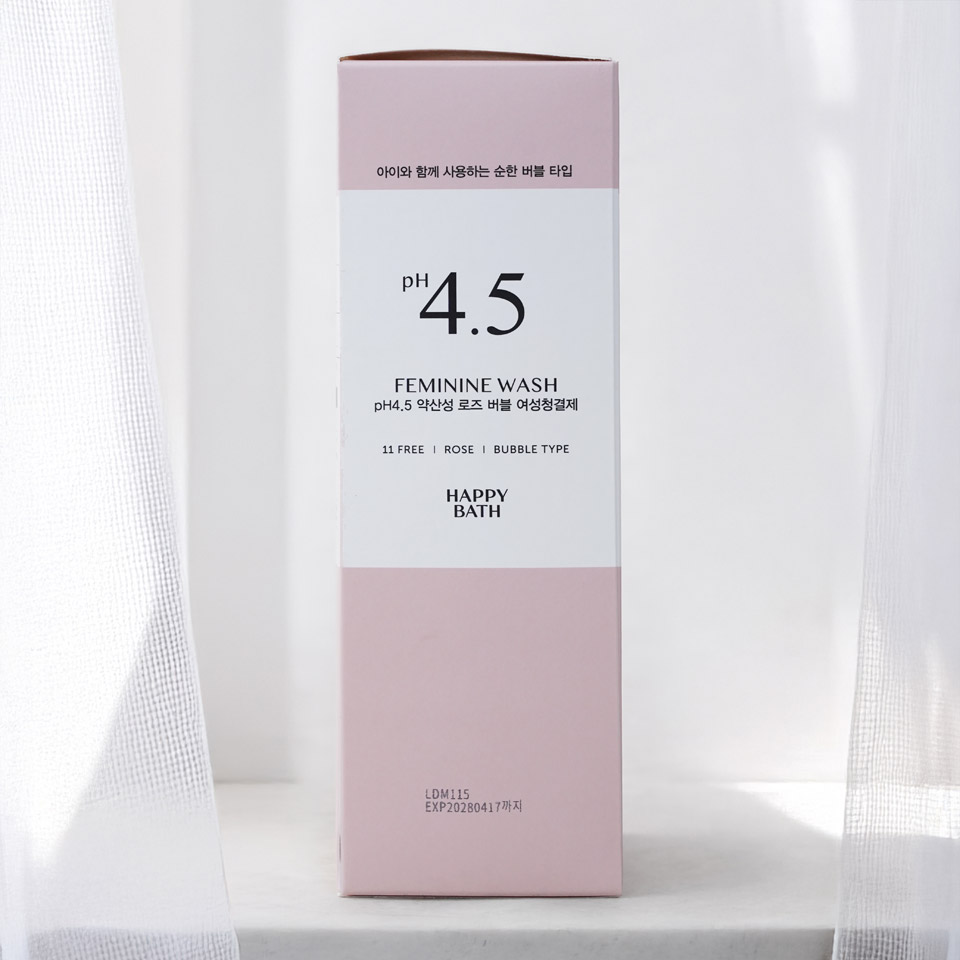 아이와 함께 사용하는 순한 버블 타입
pH4.5
FEMININE WASH
pH4.5 약산성 로즈 버블 여성청결제
11 FREE | ROSE | BUBBLE TYPE
HAPPY
BATH
LDM115
EXP20280417까지